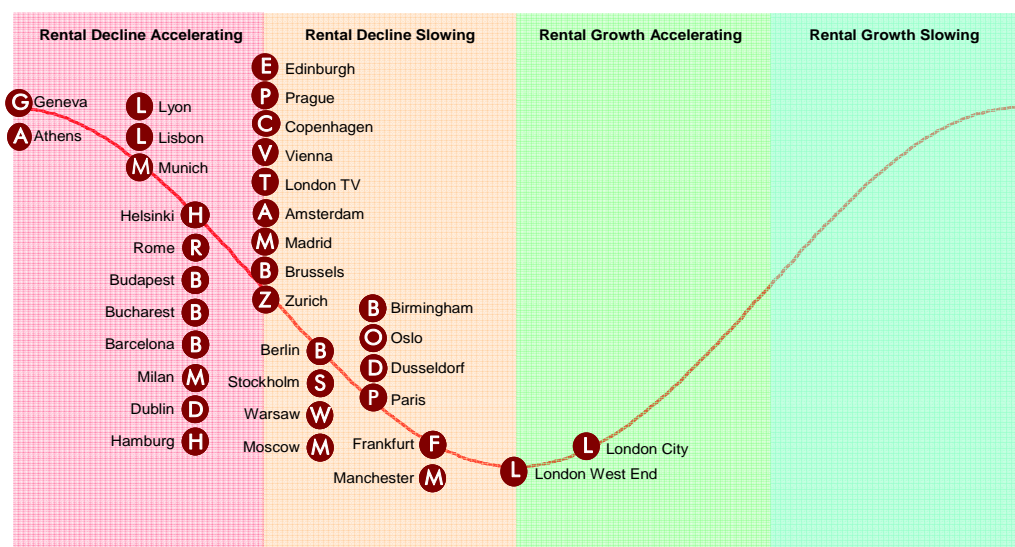 Rental Decline Accelerating
Rental Decline Slowing
Rental Growth Accelerating
Rental Growth Slowing
G Geneva
A Athens
L Lyon
L Lisbon
M Munich
Helsinki H
Rome R
Budapest B
Bucharest B
Barcelona B
Milan M
Dublin D
Hamburg H
E Edinburgh
P Prague
C Copenhagen
V Vienna
T London TV
A Amsterdam
M Madrid
B Brussels
Z Zurich
Berlin B
Stockholm S
Warsaw W
Moscow M
B Birmingham
O Oslo
D Dusseldorf
P Paris
Frankfurt F
Manchester M
L London West End
L London City